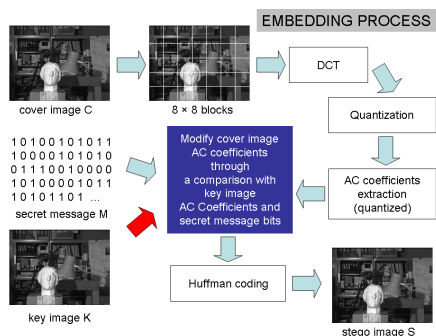 EMBEDDING PROCESS
cover image C
8 × 8 blocks
DCT
Quantization
AC coefficients
extraction
(quantized)
1 0 1 0 0 1 0 1 0 1 1
1 0 0 0 0 1 0 1 0 1 0
0 1 1 1 0 0 1 0 0 0 0
1 0 1 0 0 0 0 1 0 1 1
1 0 1 0 1 1 0 1 ...
secret message M
Modify cover image
AC coefficients
through
a comparison with
key image
AC Coefficients and
secret message bits
key image K
Huffman coding
stego image S